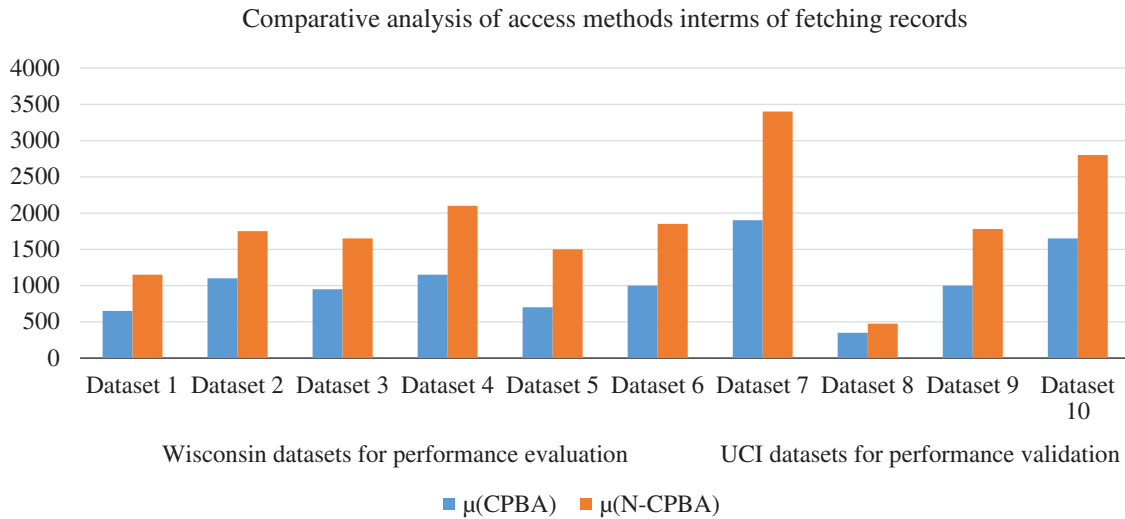 Comparative analysis of access methods interms of fetching records
4000
3500
3000
2500
2000
1500
1000
500
0
Dataset 1 Dataset 2 Dataset 3 Dataset 4 Dataset 5 Dataset 6 Dataset 7 Dataset 8 Dataset 9 Dataset
10
Wisconsin datasets for performance evaluation UCI datasets for performance validation
μ(CPBA) μ(N-CPBA)